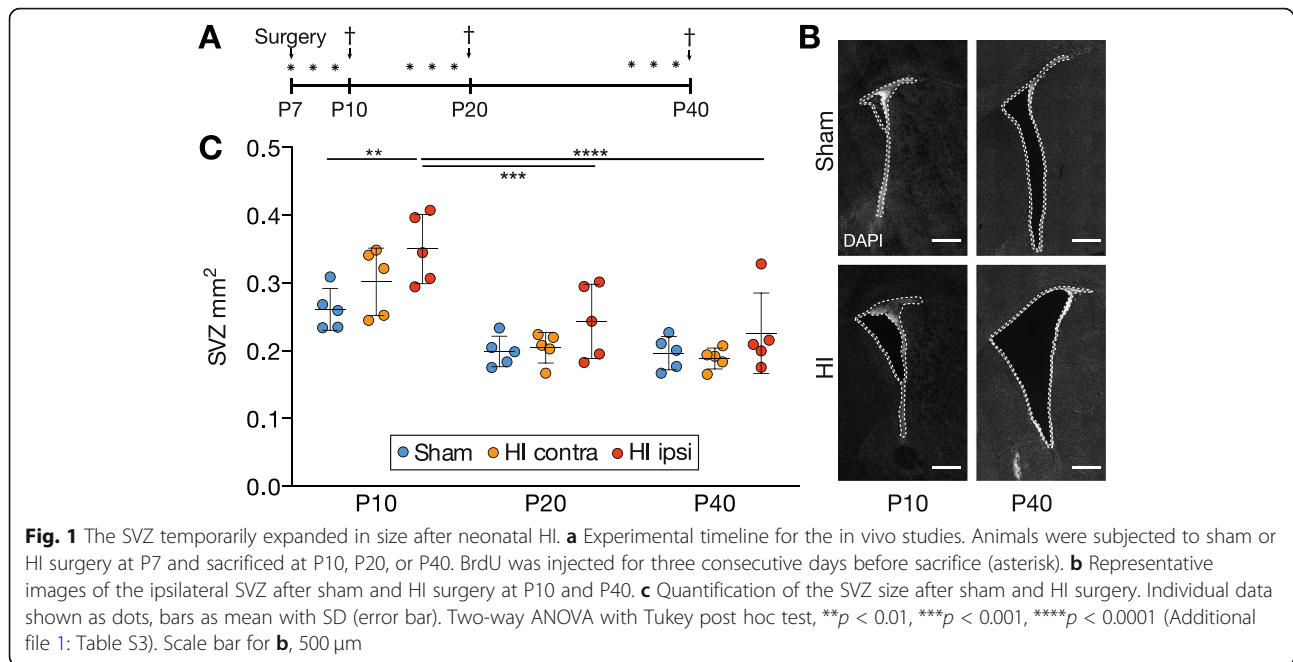 A
Surgery † † †
* * * * * * * * *
P7 P10 P20 P40
B
Sham
DAPI
HI
P10 P40
C
0.5
0.4
0.3
0.2
0.1
0.0
SVZ mm²
** ****
***
Sham HI contra HI ipsi
P10 P20 P40
Fig. 1 The SVZ temporarily expanded in size after neonatal HI. a Experimental timeline for the in vivo studies. Animals were subjected to sham or
HI surgery at P7 and sacrificed at P10, P20, or P40. BrdU was injected for three consecutive days before sacrifice (asterisk). b Representative
images of the ipsilateral SVZ after sham and HI surgery at P10 and P40. c Quantification of the SVZ size after sham and HI surgery. Individual data
shown as dots, bars as mean with SD (error bar). Two-way ANOVA with Tukey post hoc test, **p < 0.01, ***p < 0.001, ****p < 0.0001 (Additional
file 1: Table S3). Scale bar for b, 500 μm